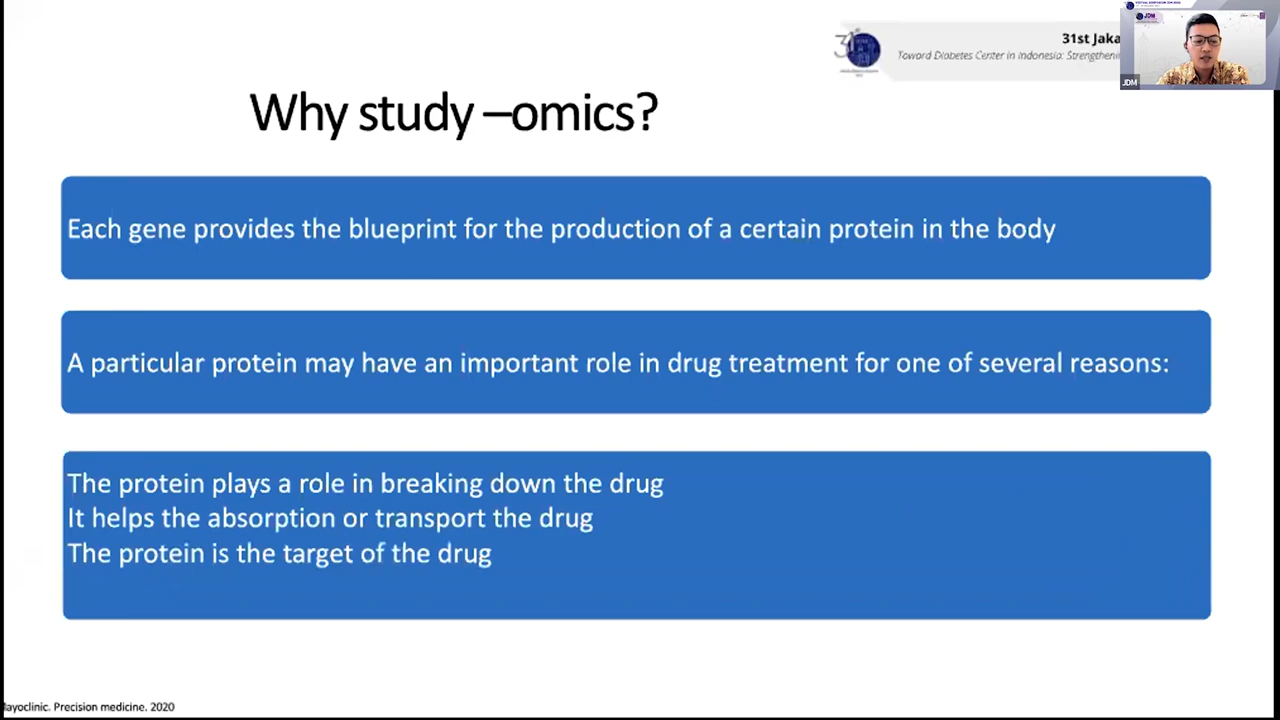 31st Jaka
Toward Diabetes Center in Indonesia: Strengtheni
JDM
JDM
Why study –omics?
Each gene provides the blueprint for the production of a certain protein in the body
A particular protein may have an important role in drug treatment for one of several reasons:
The protein plays a role in breaking down the drug
It helps the absorption or transport the drug
The protein is the target of the drug
layoclinic. Precision medicine. 2020